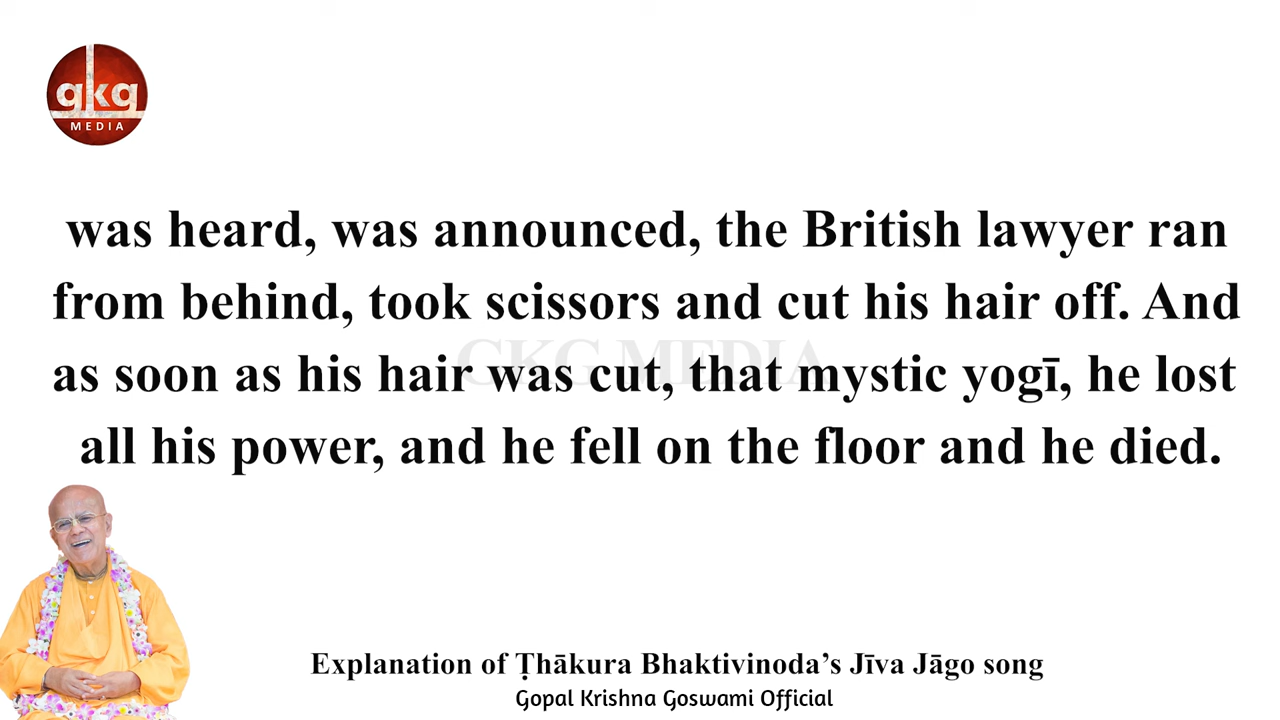 gkg
MEDIA
was heard, was announced, the British lawyer ran
from behind, took scissors and cut his hair off. And
GKG MEDIA
as soon as his hair was cut, that mystic yogī, he lost
all his power, and he fell on the floor and he died.
Explanation of Ṭhākura Bhaktivinoda’s Jīva Jāgo song
Gopal Krishna Goswami Official